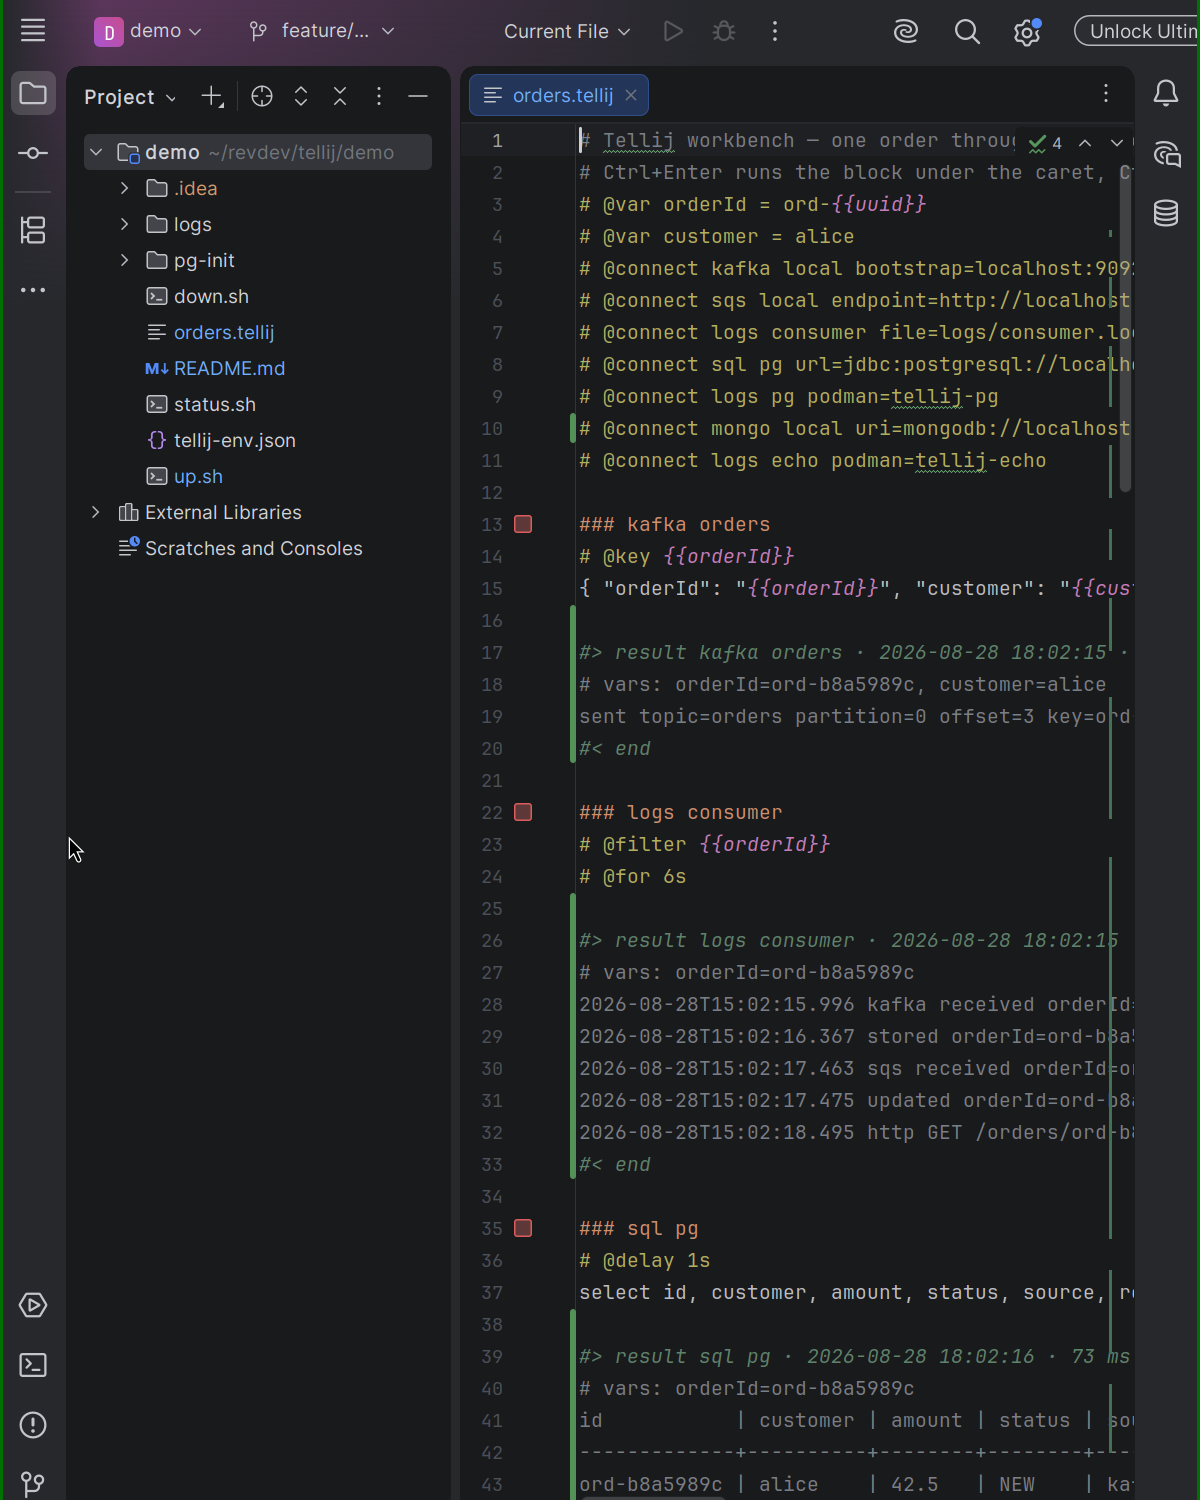 D demo feature/... Current File Unlock Ultin
Project
orders.tellij
demo ~/revdev/tellij/demo
.idea
logs
pg-init
down.sh
orders.tellij
M↓ README.md
status.sh
{} tellij-env.json
up.sh
External Libraries
Scratches and Consoles
4
1 # Tellij workbench — one order throug
2 # Ctrl+Enter runs the block under the caret, C
3 # @var orderId = ord-{{uuid}}
4 # @var customer = alice
5 # @connect kafka local bootstrap=localhost:909
6 # @connect sqs local endpoint=http://localhost
7 # @connect logs consumer file=logs/consumer.lo
8 # @connect sql pg url=jdbc:postgresql://localh
9 # @connect logs pg podman=tellij-pg
10 # @connect mongo local uri=mongodb://localhost
11 # @connect logs echo podman=tellij-echo
12
13 ### kafka orders
14 # @key {{orderId}}
15 { "orderId": "{{orderId}}", "customer": "{{cus
16
17 #> result kafka orders · 2026-08-28 18:02:15 ·
18 # vars: orderId=ord-b8a5989c, customer=alice
19 sent topic=orders partition=0 offset=3 key=ord
20 #< end
21
22 ### logs consumer
23 # @filter {{orderId}}
24 # @for 6s
25
26 #> result logs consumer · 2026-08-28 18:02:15
27 # vars: orderId=ord-b8a5989c
28 2026-08-28T15:02:15.996 kafka received orderId=
29 2026-08-28T15:02:16.367 stored orderId=ord-b8a5
30 2026-08-28T15:02:17.463 sqs received orderId=or
31 2026-08-28T15:02:17.475 updated orderId=ord-b8a
32 2026-08-28T15:02:18.495 http GET /orders/ord-b8
33 #< end
34
35 ### sql pg
36 # @delay 1s
37 select id, customer, amount, status, source, r
38
39 #> result sql pg · 2026-08-28 18:02:16 · 73 ms
40 # vars: orderId=ord-b8a5989c
41 id | customer | amount | status | sou
42 -------------+----------+--------+--------+---
43 ord-b8a5989c | alice | 42.5 | NEW | ka